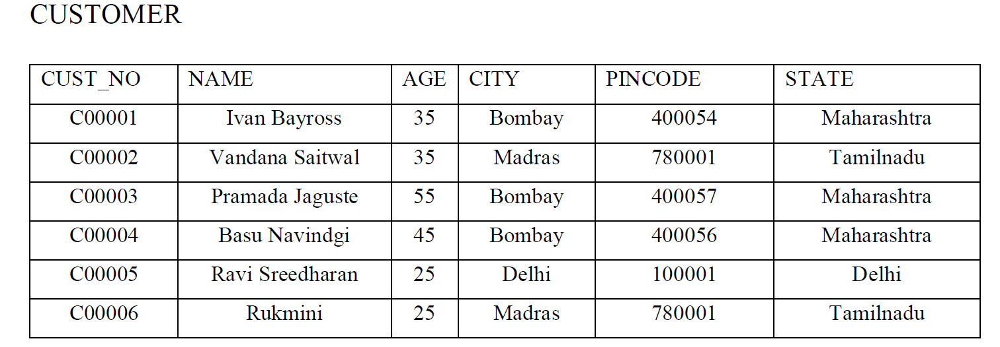 CUSTOMER
CUST_NO NAME AGE CITY PINCODE STATE
C00001 Ivan Bayross 35 Bombay 400054 Maharashtra
C00002 Vandana Saitwal 35 Madras 780001 Tamilnadu
C00003 Pramada Jaguste 55 Bombay 400057 Maharashtra
C00004 Basu Navindgi 45 Bombay 400056 Maharashtra
C00005 Ravi Sreedharan 25 Delhi 100001 Delhi
C00006 Rukmini 25 Madras 780001 Tamilnadu